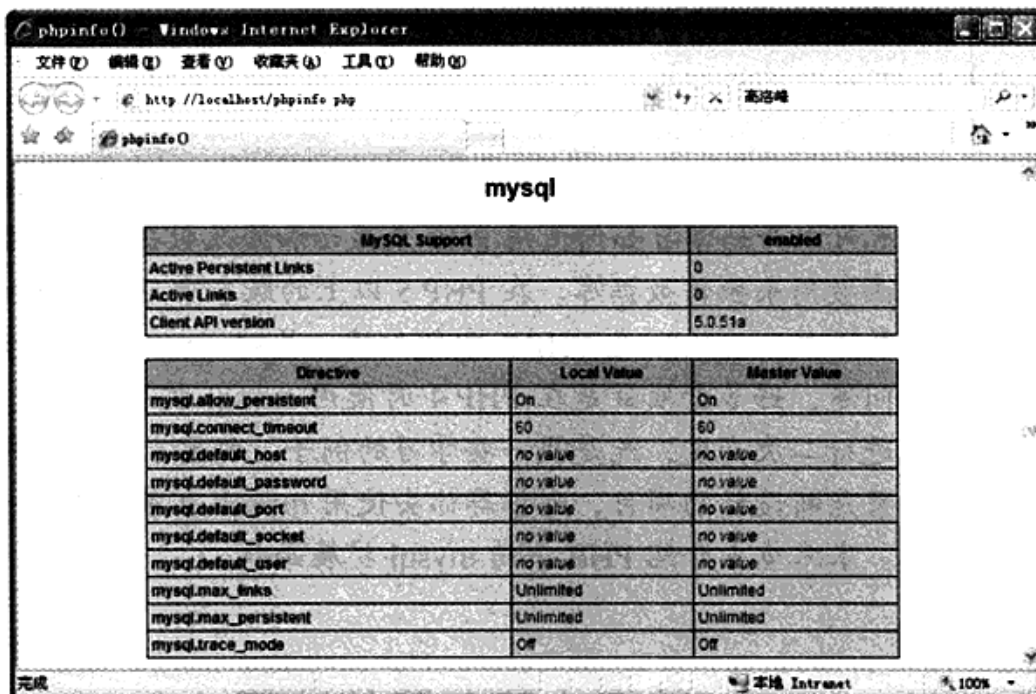 phpinfo() - Windows Internet Explorer
文件(F) 编辑(E) 查看(V) 收藏夹(A) 工具(T) 帮助(H)
http://localhost/phpinfo php 高洛峰
phpinfo()
mysql
MySQL Support enabled
Active Persistent Links 0
Active Links 0
Client API version 5.0.51a
Directive Local Value Master Value
mysql.allow_persistent On On
mysql.connect_timeout 60 60
mysql.default_host no value no value
mysql.default_password no value no value
mysql.default_port no value no value
mysql.default_socket no value no value
mysql.default_user no value no value
mysql.max_links Unlimited Unlimited
mysql.max_persistent Unlimited Unlimited
mysql.trace_mode Off Off
完成 本地 Intranet 100%